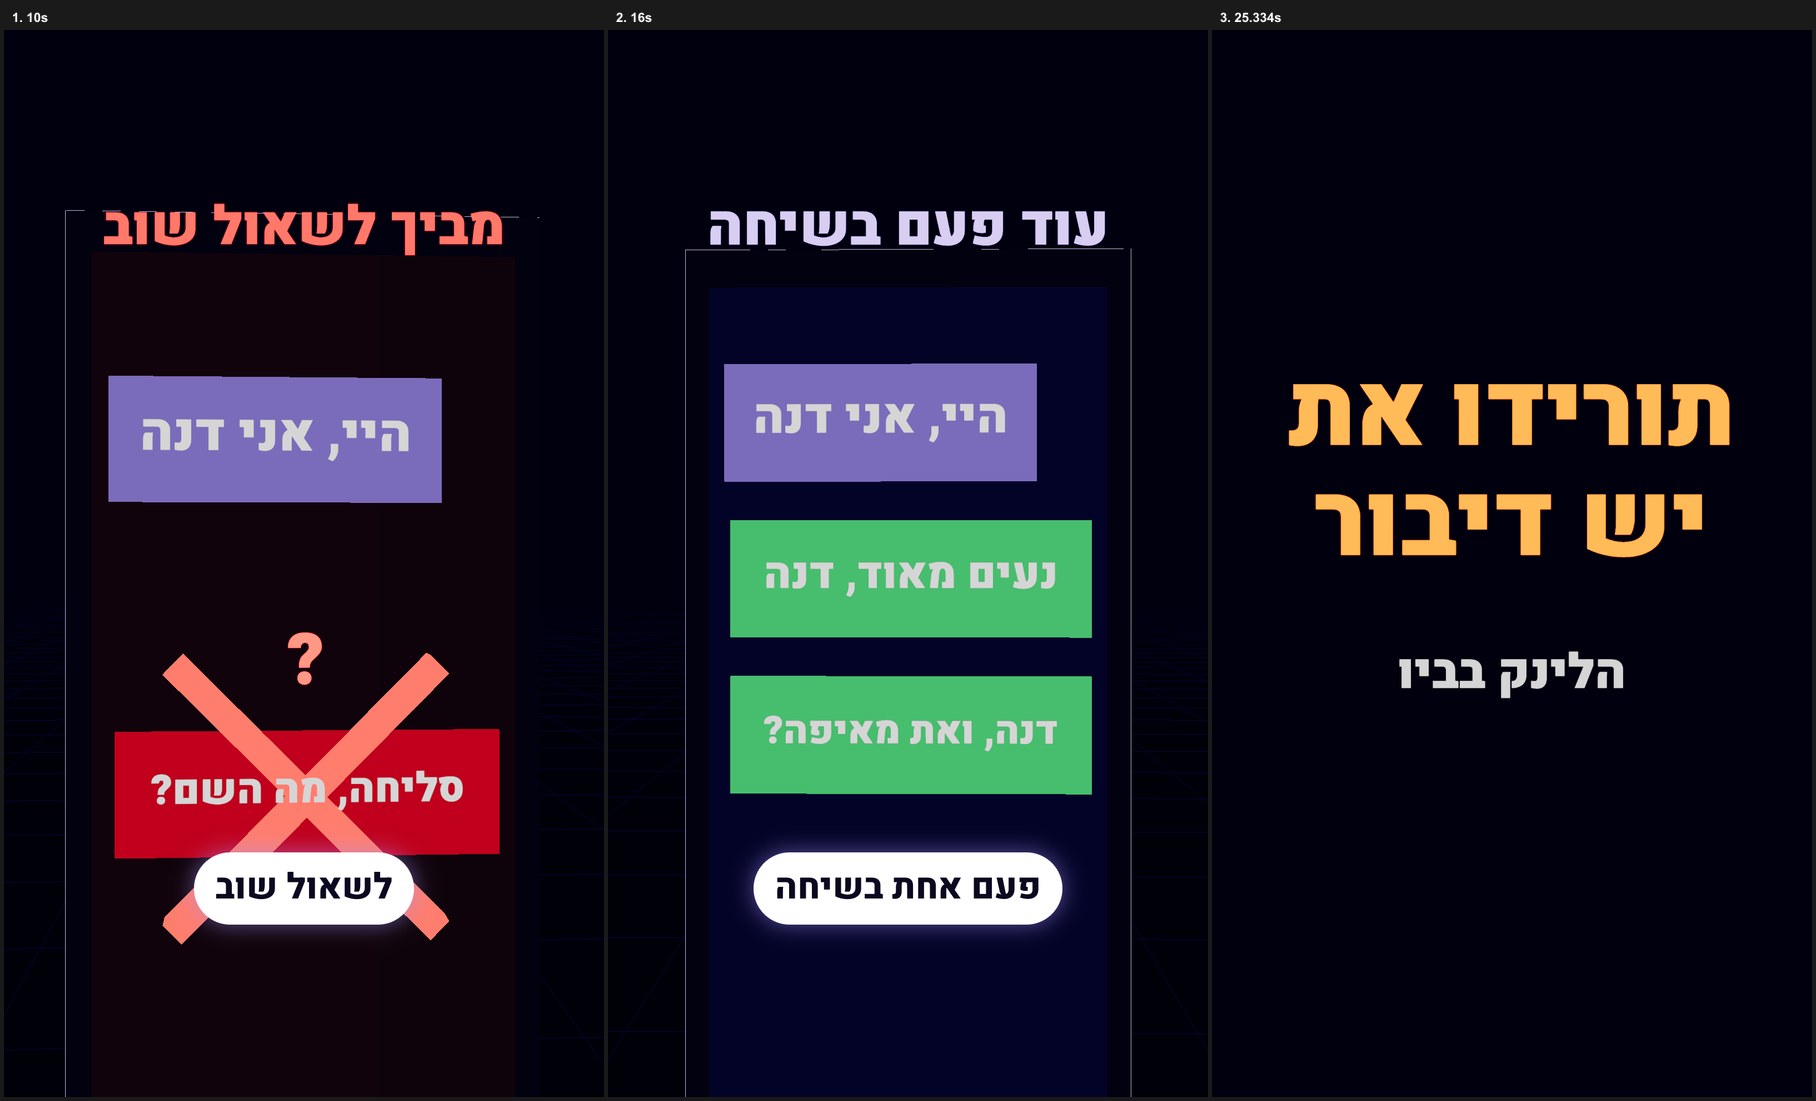 1. 10s
מביך לשאול שוב
היי, אני דנה
?
סליחה, מה השם?
לשאול שוב
2. 16s
עוד פעם בשיחה
היי, אני דנה
נעים מאוד, דנה
דנה, ואת מאיפה?
פעם אחת בשיחה
3. 25.334s
תורידו את
יש דיבור
הלינק בביו